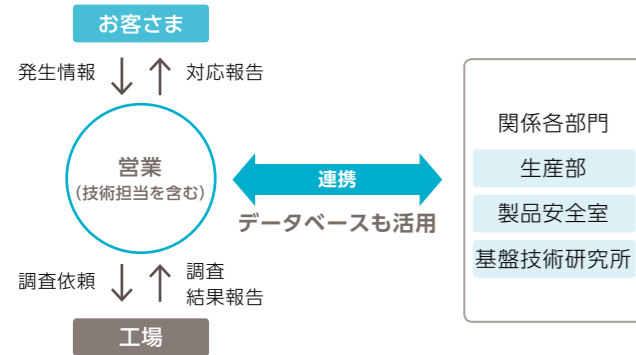 お客さま
発生情報
対応報告
営業
(技術担当を含む)
連携
データベースも活用
関係各部門
生産部
製品安全室
基盤技術研究所
調査依頼
調査
結果報告
工場